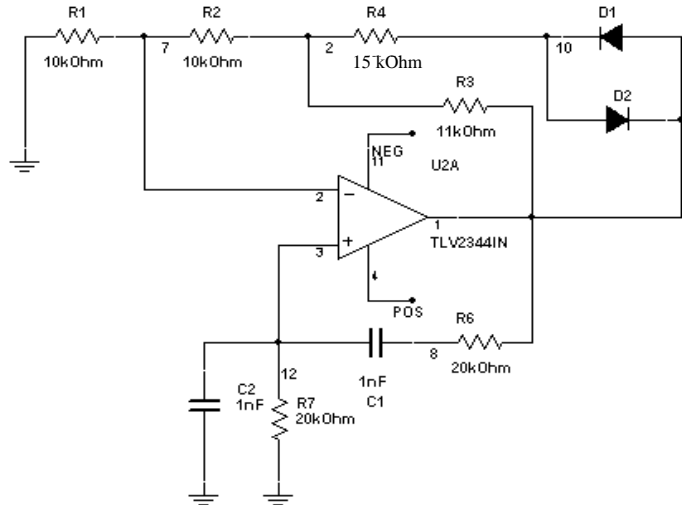 R1
R2
R4
D1
10kOhm
7
10kOhm
2
15kOhm
10
R3
D2
11kOhm
NEG
11
U2A
2
1
3
TLV2344IN
4
POS
R6
8
20kOhm
12
C2
1nF
R7
20kOhm
1nF
C1